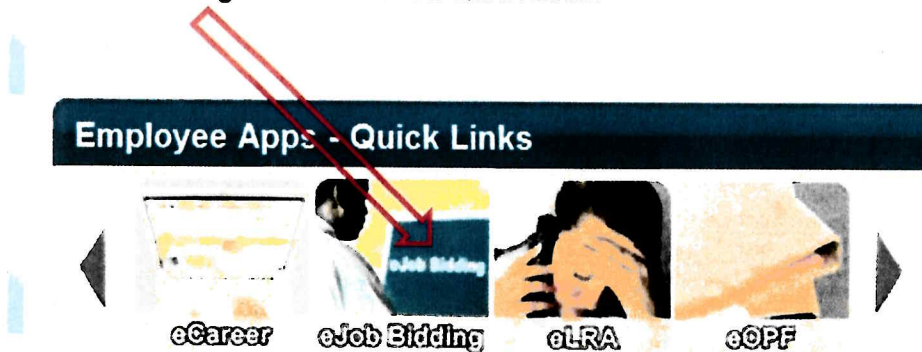 Employee Apps - Quick Links
eJob Bidding
eCareer eJob Bidding eLRA eOPF